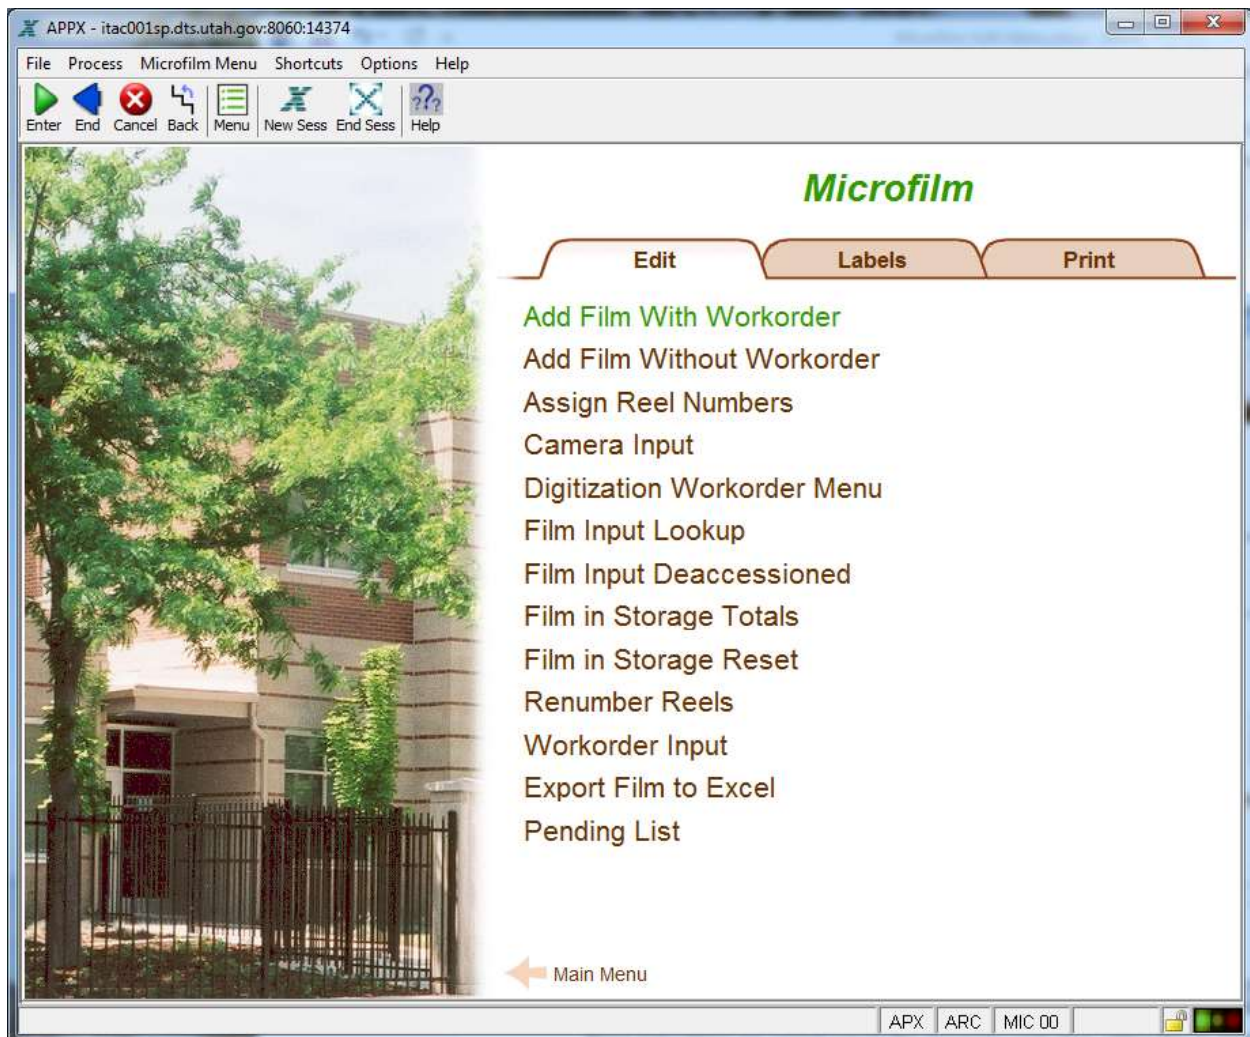 APPX - itac001sp.dts.utah.gov:8060:14374
File Process Microfilm Menu Shortcuts Options Help
Enter End Cancel Back Menu New Sess End Sess Help
Microfilm
Edit Labels Print
Add Film With Workorder
Add Film Without Workorder
Assign Reel Numbers
Camera Input
Digitization Workorder Menu
Film Input Lookup
Film Input Deaccessioned
Film in Storage Totals
Film in Storage Reset
Renumber Reels
Workorder Input
Export Film to Excel
Pending List
Main Menu
APX ARC MIC 00